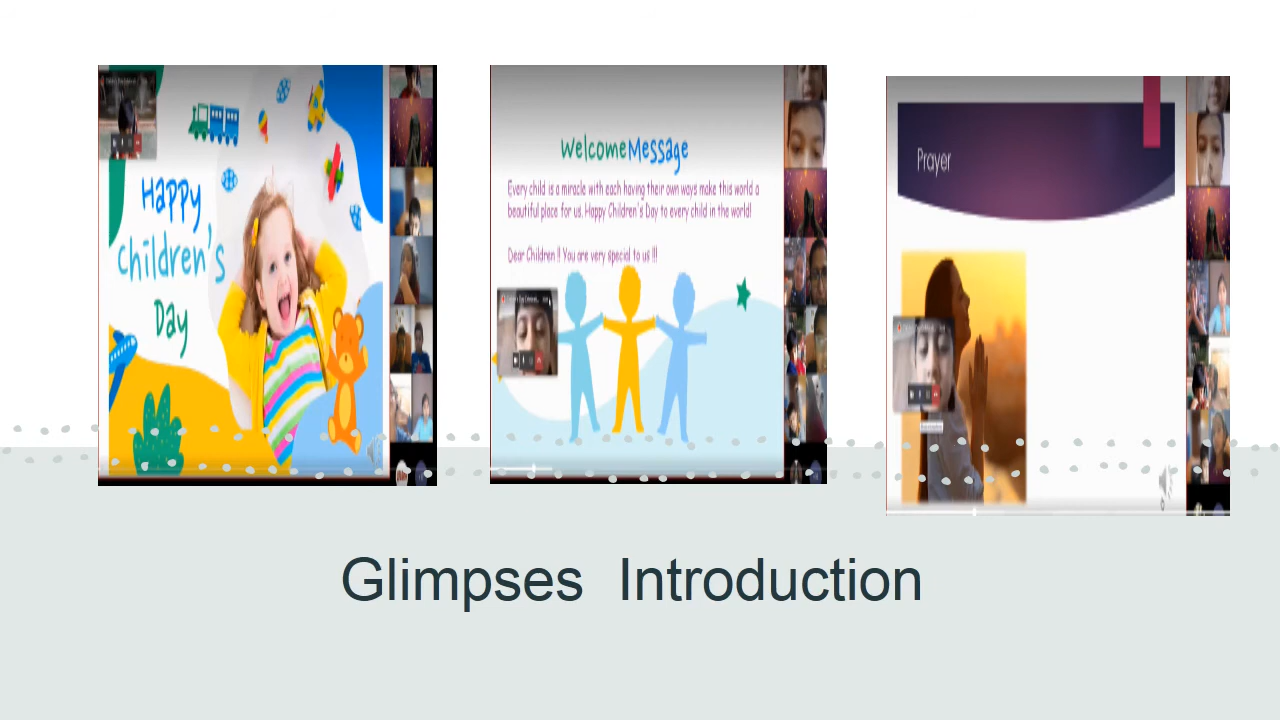 Happy
Children's
Day
Welcome Message
Every child is a miracle with each having their own ways make this world a
beautiful place for us. Happy Children's Day to every child in the world!
Dear Children !! You are very special to us !!!
Prayer
Glimpses Introduction